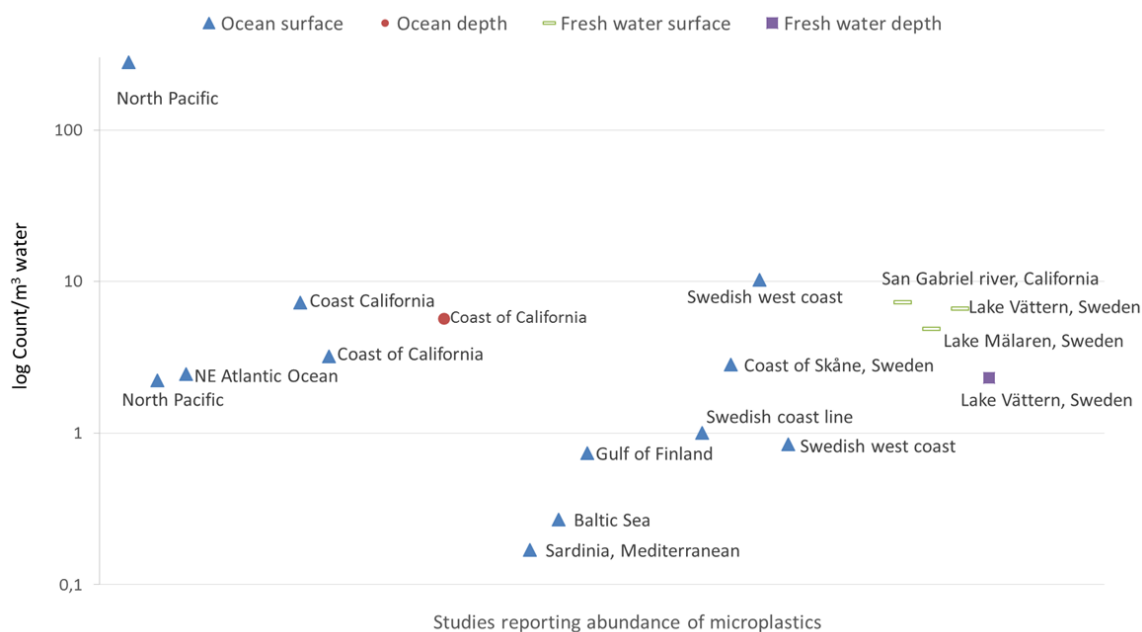 Ocean surface Ocean depth Fresh water surface Fresh water depth
North Pacific
100
log Count/m³ water
10
San Gabriel river, California
Coast California
Swedish west coast
Lake Vättern, Sweden
Coast of California
Lake Mälaren, Sweden
Coast of California
Coast of Skåne, Sweden
NE Atlantic Ocean
North Pacific
Lake Vättern, Sweden
Swedish coast line
1
Gulf of Finland
Swedish west coast
Baltic Sea
Sardinia, Mediterranean
0,1
Studies reporting abundance of microplastics